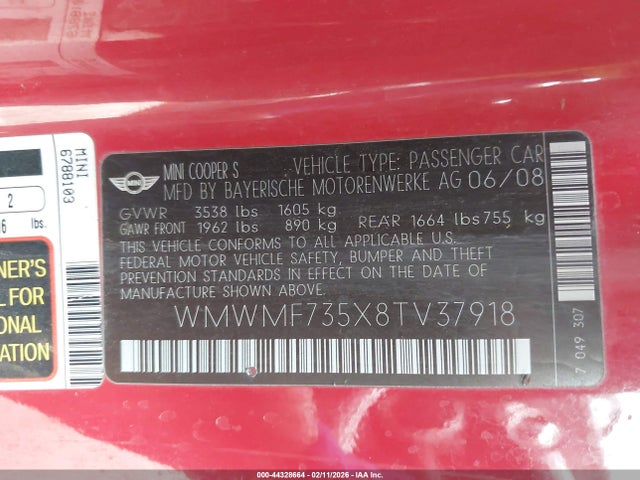 MINI
6788103
2
6 lbs.
NER'S
L FOR
ONAL
ATION
MINI
MINI COOPER S VEHICLE TYPE: PASSENGER CAR
MFD BY BAYERISCHE MOTORENWERKE AG 06/08
GVWR 3538 lbs 1605 kg
GAWR FRONT 1962 lbs 890 kg REAR 1664 lbs 755 kg
THIS VEHICLE CONFORMS TO ALL APPLICABLE U.S.
FEDERAL MOTOR VEHICLE SAFETY, BUMPER AND THEFT
PREVENTION STANDARDS IN EFFECT ON THE DATE OF
MANUFACTURE SHOWN ABOVE.
WMWMF735X8TV37918
7 049 307
000-44328664 - 02/11/2026 - COPART, INC.